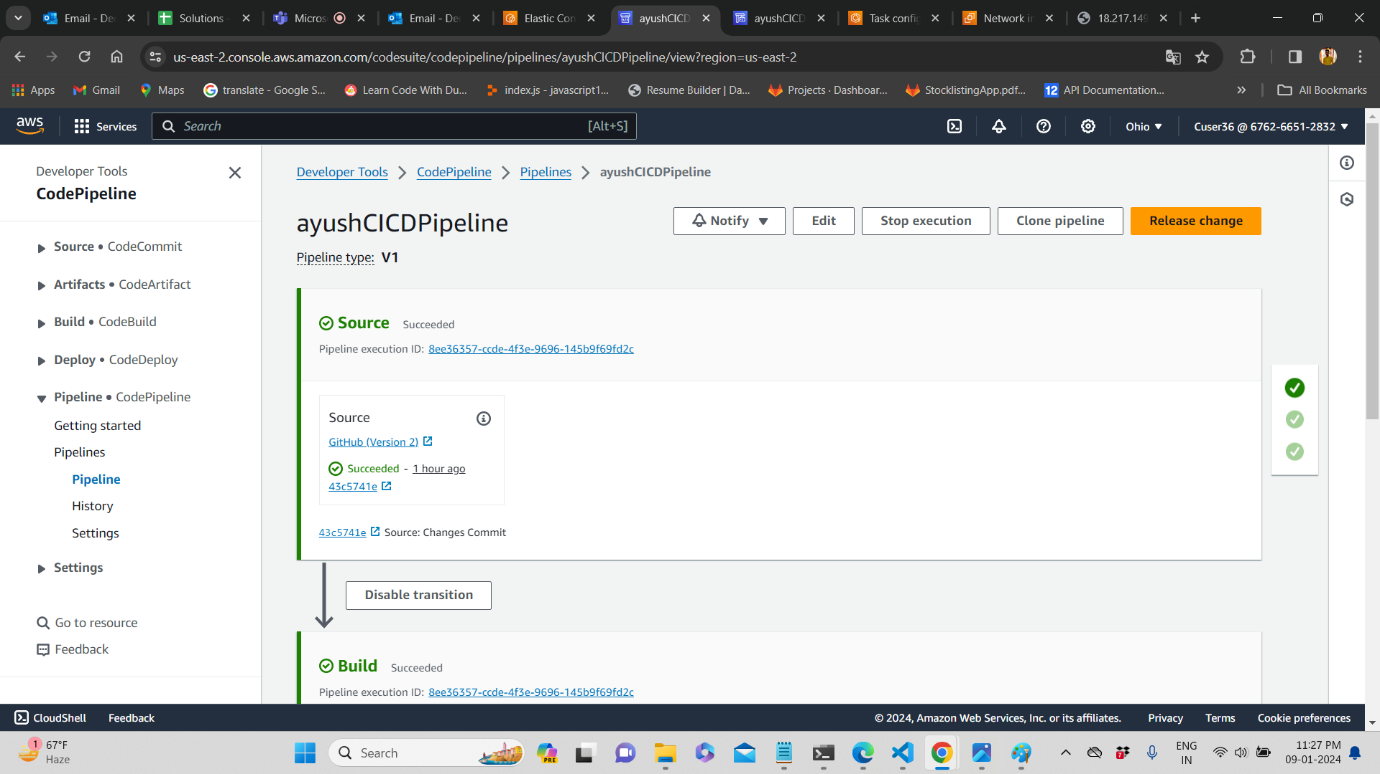 Email - De
Solutions
Micros
Email - De
Elastic Con
ayushCICD
ayushCICD
Task config
Network in
18.217.149
us-east-2.console.aws.amazon.com/codesuite/codepipeline/pipelines/ayushCICDPipeline/view?region=us-east-2
Apps
Gmail
Maps
translate - Google S...
Learn Code With Du...
index.js - javascript1...
Resume Builder | Da...
Projects · Dashboar...
StocklistingApp.pdf...
12 API Documentation...
All Bookmarks
aws
Services
Search [Alt+S]
Ohio
Cuser36 @ 6762-6651-2832
Developer Tools
CodePipeline
Source • CodeCommit
Artifacts • CodeArtifact
Build • CodeBuild
Deploy • CodeDeploy
Pipeline • CodePipeline
Getting started
Pipelines
Pipeline
History
Settings
Settings
Go to resource
Feedback
Developer Tools > CodePipeline > Pipelines > ayushCICDPipeline
ayushCICDPipeline
Notify
Edit
Stop execution
Clone pipeline
Release change
Pipeline type: V1
Source Succeeded
Pipeline execution ID: 8ee36357-ccde-4f3e-9696-145b9f69fd2c
Source
GitHub (Version 2)
Succeeded - 1 hour ago
43c5741e
43c5741e Source: Changes Commit
Disable transition
Build Succeeded
Pipeline execution ID: 8ee36357-ccde-4f3e-9696-145b9f69fd2c
CloudShell
Feedback
© 2024, Amazon Web Services, Inc. or its affiliates.
Privacy
Terms
Cookie preferences
1
67°F
Haze
Search
PRE
ENG
IN
11:27 PM
09-01-2024